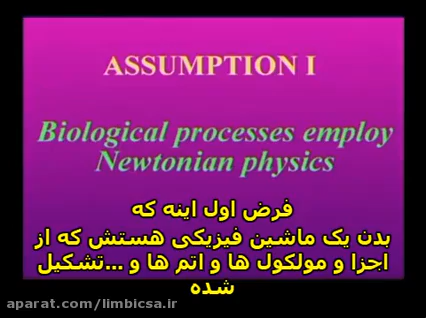 ASSUMPTION I
Biological processes employ
Newtonian physics
فرض اول اینه که
بدن یک ماشین فیزیکی هستش که از
اجزا و مولکول ها و اتم ها و ...تشکیل
شده
aparat.com/limbicsa.ir